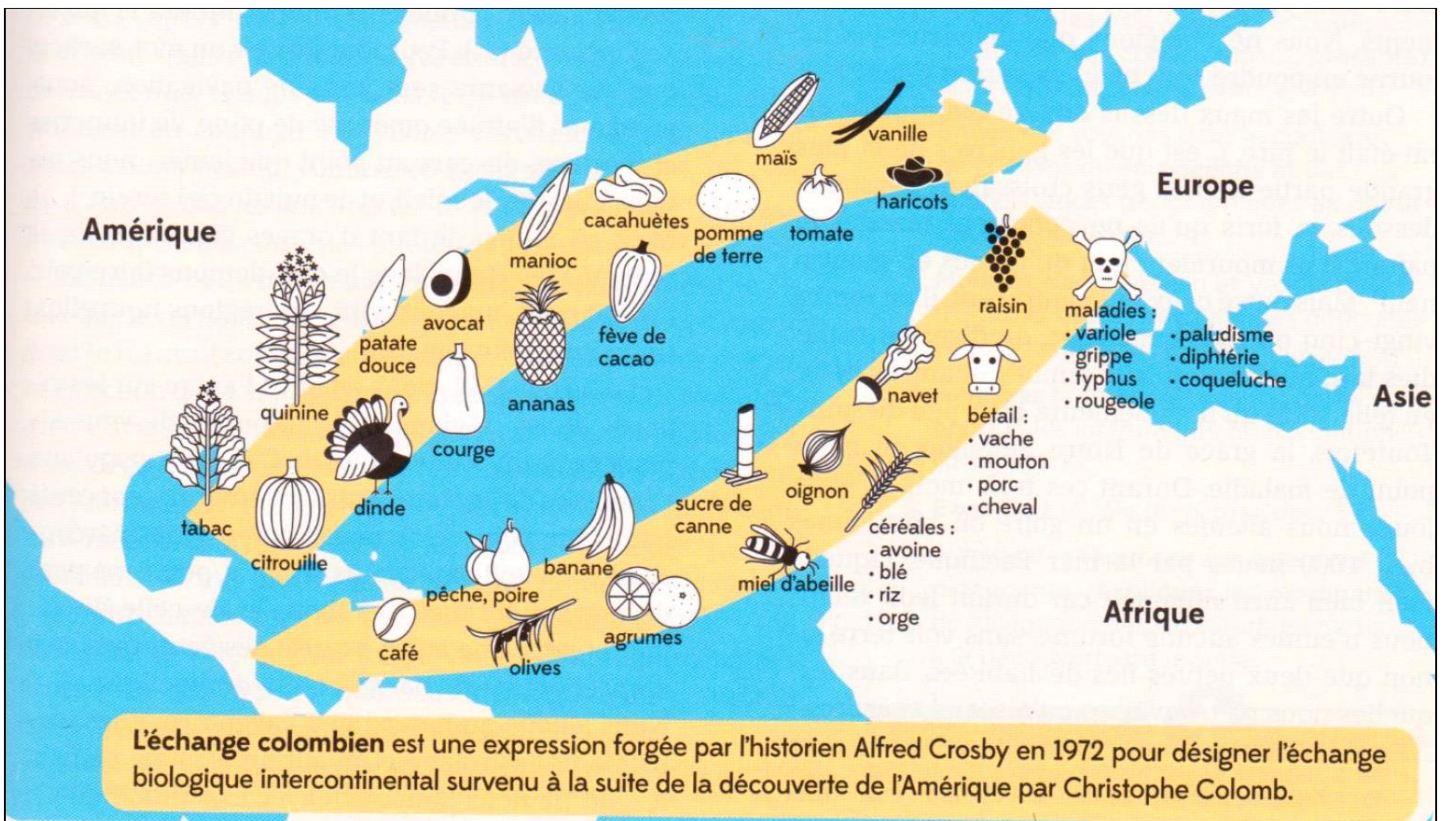 Amérique
Europe
Asie
Afrique
maïs
vanille
cacahuètes
pomme
de terre
tomate
haricots
manioc
avocat
fève de
cacao
patate
douce
ananas
quinine
courge
tabac
dinde
citrouille
raisin
maladies :
• variole
• grippe
• typhus
• rougeole
• paludisme
• diphtérie
• coqueluche
navet
bétail :
• vache
• mouton
• porc
• cheval
sucre de
canne
oignon
céréales :
• avoine
• blé
• riz
• orge
miel d'abeille
banane
pêche, poire
agrumes
café
olives
L'échange colombien est une expression forgée par l'historien Alfred Crosby en 1972 pour désigner l'échange
biologique intercontinental survenu à la suite de la découverte de l'Amérique par Christophe Colomb.